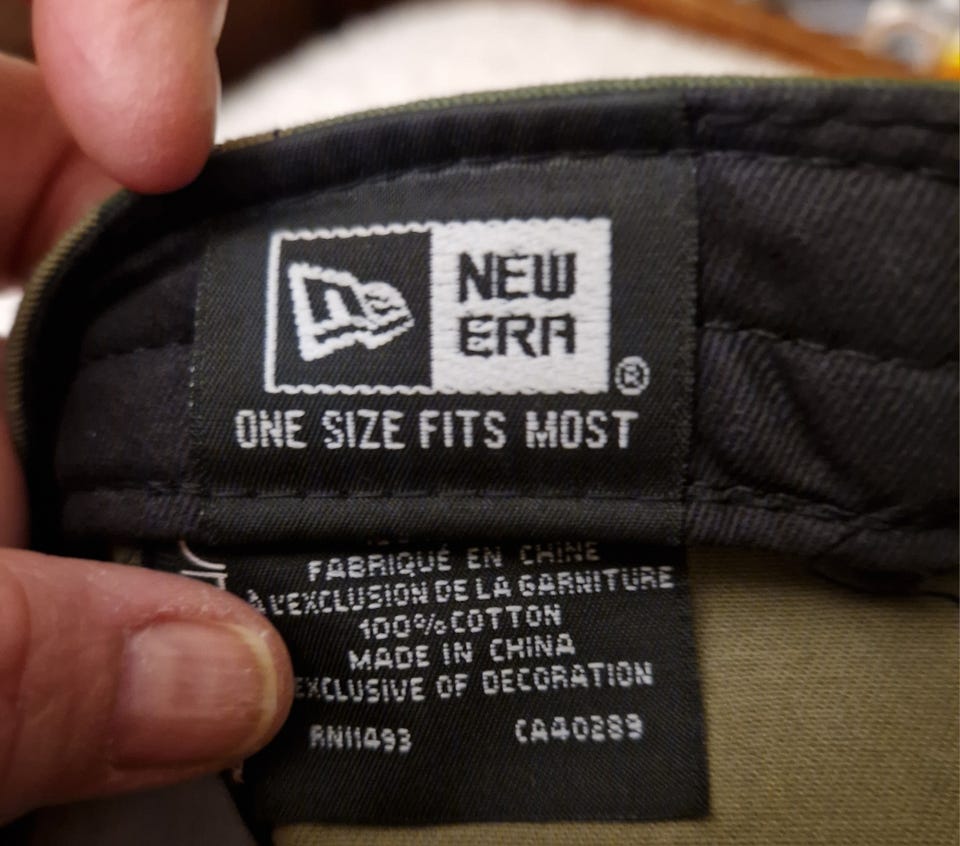 NEW
ERA
®
ONE SIZE FITS MOST
FABRIQUÉ EN CHINE
À L'EXCLUSION DE LA GARNITURE
100% COTTON
MADE IN CHINA
EXCLUSIVE OF DECORATION
RN11493 CA40289